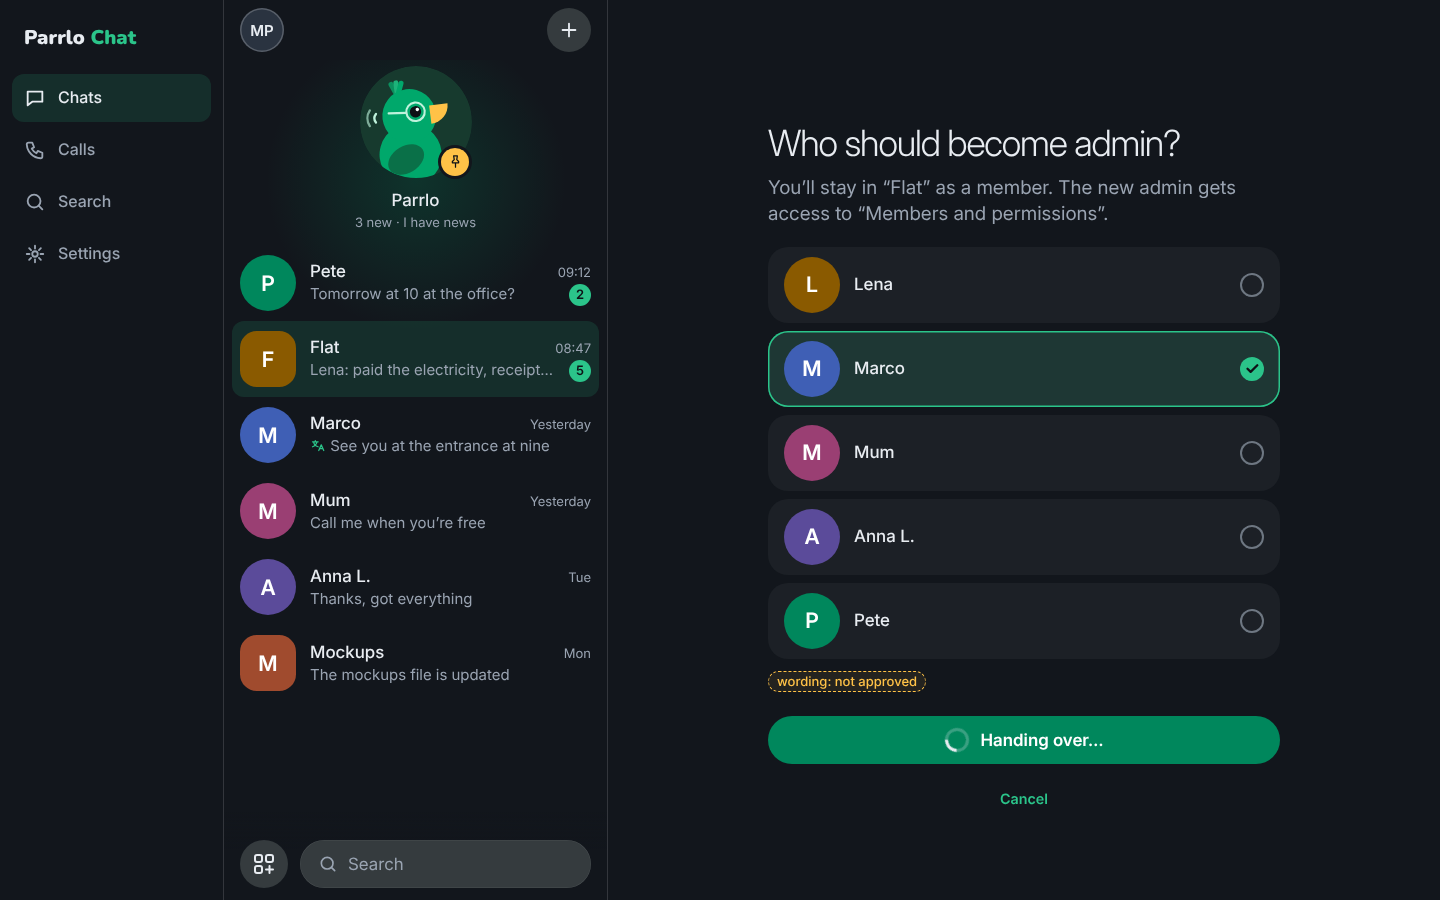 Parrlo Chat
Chats
Calls
Search
Settings
MP
Parrlo
3 new · I have news
P
Pete
09:12
Tomorrow at 10 at the office?
2
F
Flat
08:47
Lena: paid the electricity, receipt...
5
M
Marco
Yesterday
See you at the entrance at nine
M
Mum
Yesterday
Call me when you’re free
A
Anna L.
Tue
Thanks, got everything
M
Mockups
Mon
The mockups file is updated
Search
Who should become admin?
You’ll stay in “Flat” as a member. The new admin gets
access to “Members and permissions”.
L
Lena
M
Marco
M
Mum
A
Anna L.
P
Pete
wording: not approved
Handing over...
Cancel